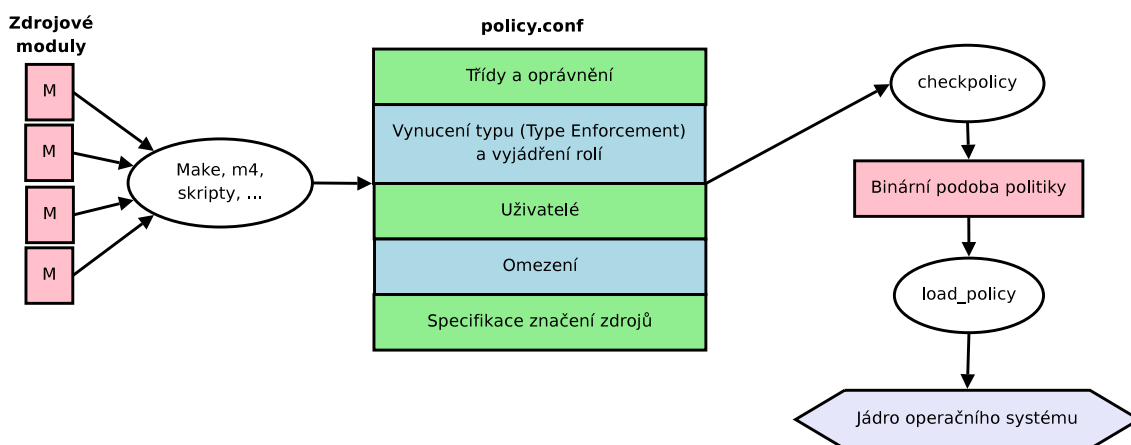 Zdrojové
moduly
M
M
M
M
Make, m4,
skripty, ...
policy.conf
Třídy a oprávnění
Vynucení typu (Type Enforcement)
a vyjádření rolí
Uživatelé
Omezení
Specifikace značení zdrojů
checkpolicy
Binární podoba politiky
load_policy
Jádro operačního systému